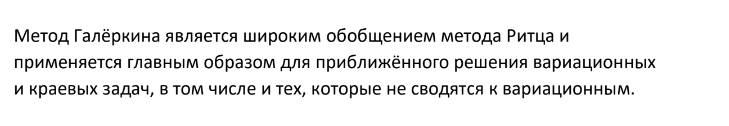 Метод Галёркина является широким обобщением метода Ритца и
применяется главным образом для приближённого решения вариационных
и краевых задач, в том числе и тех, которые не сводятся к вариационным.